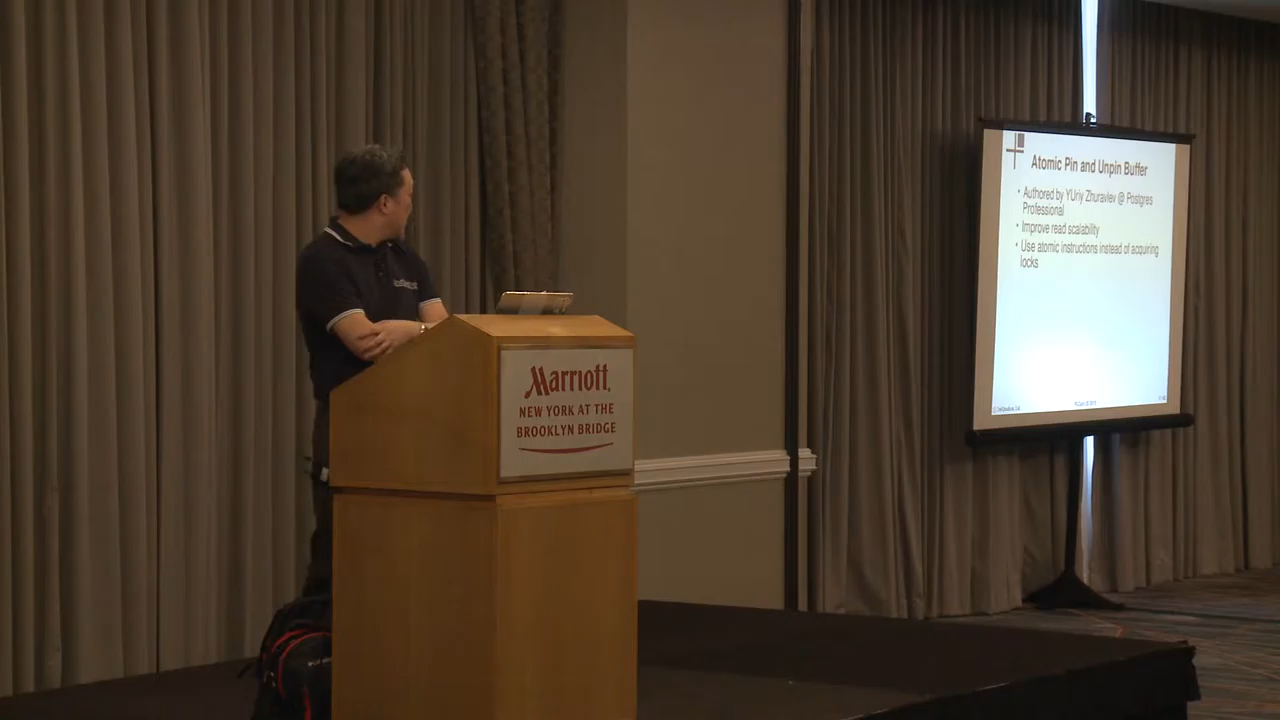 Atomic Pin and Unpin Buffer
• Authored by YUriy Zhuravlev @ Postgres
Professional
• Improve read scalability
• Use atomic instructions instead of acquiring
locks
Marriott
NEW YORK AT THE
BROOKLYN BRIDGE